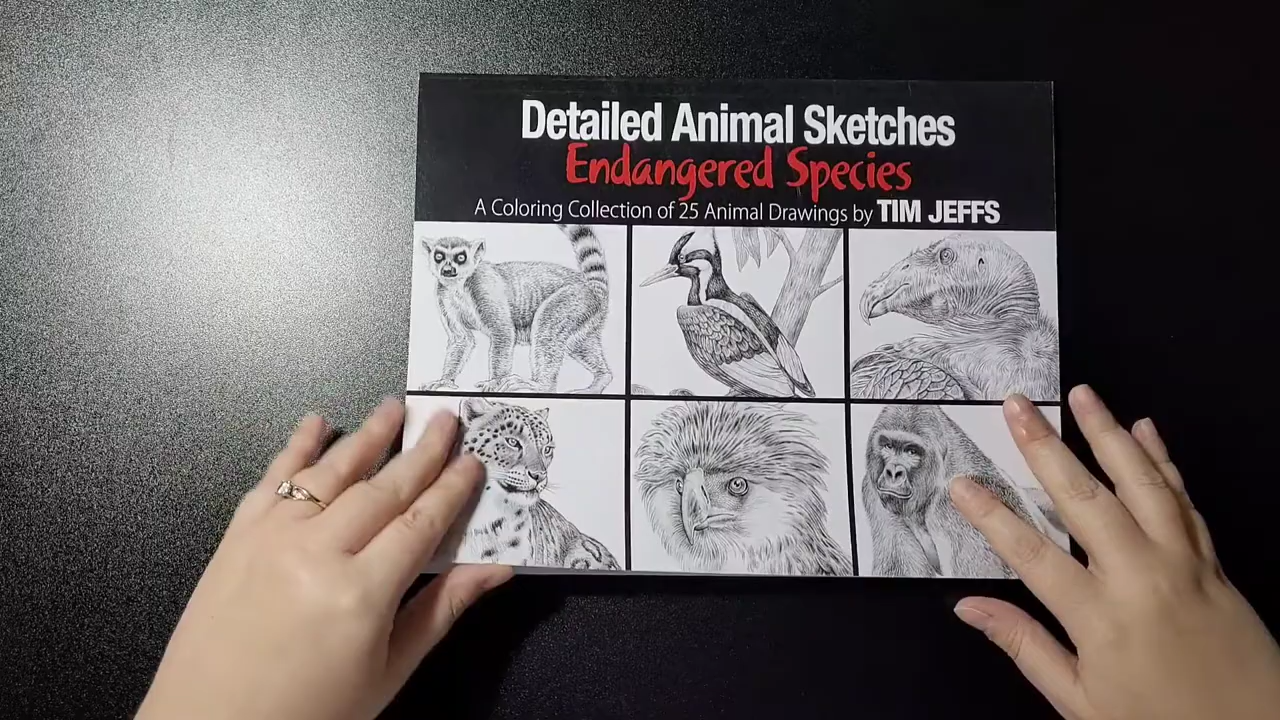 Detailed Animal Sketches
Endangered Species
A Coloring Collection of 25 Animal Drawings by TIM JEFFS